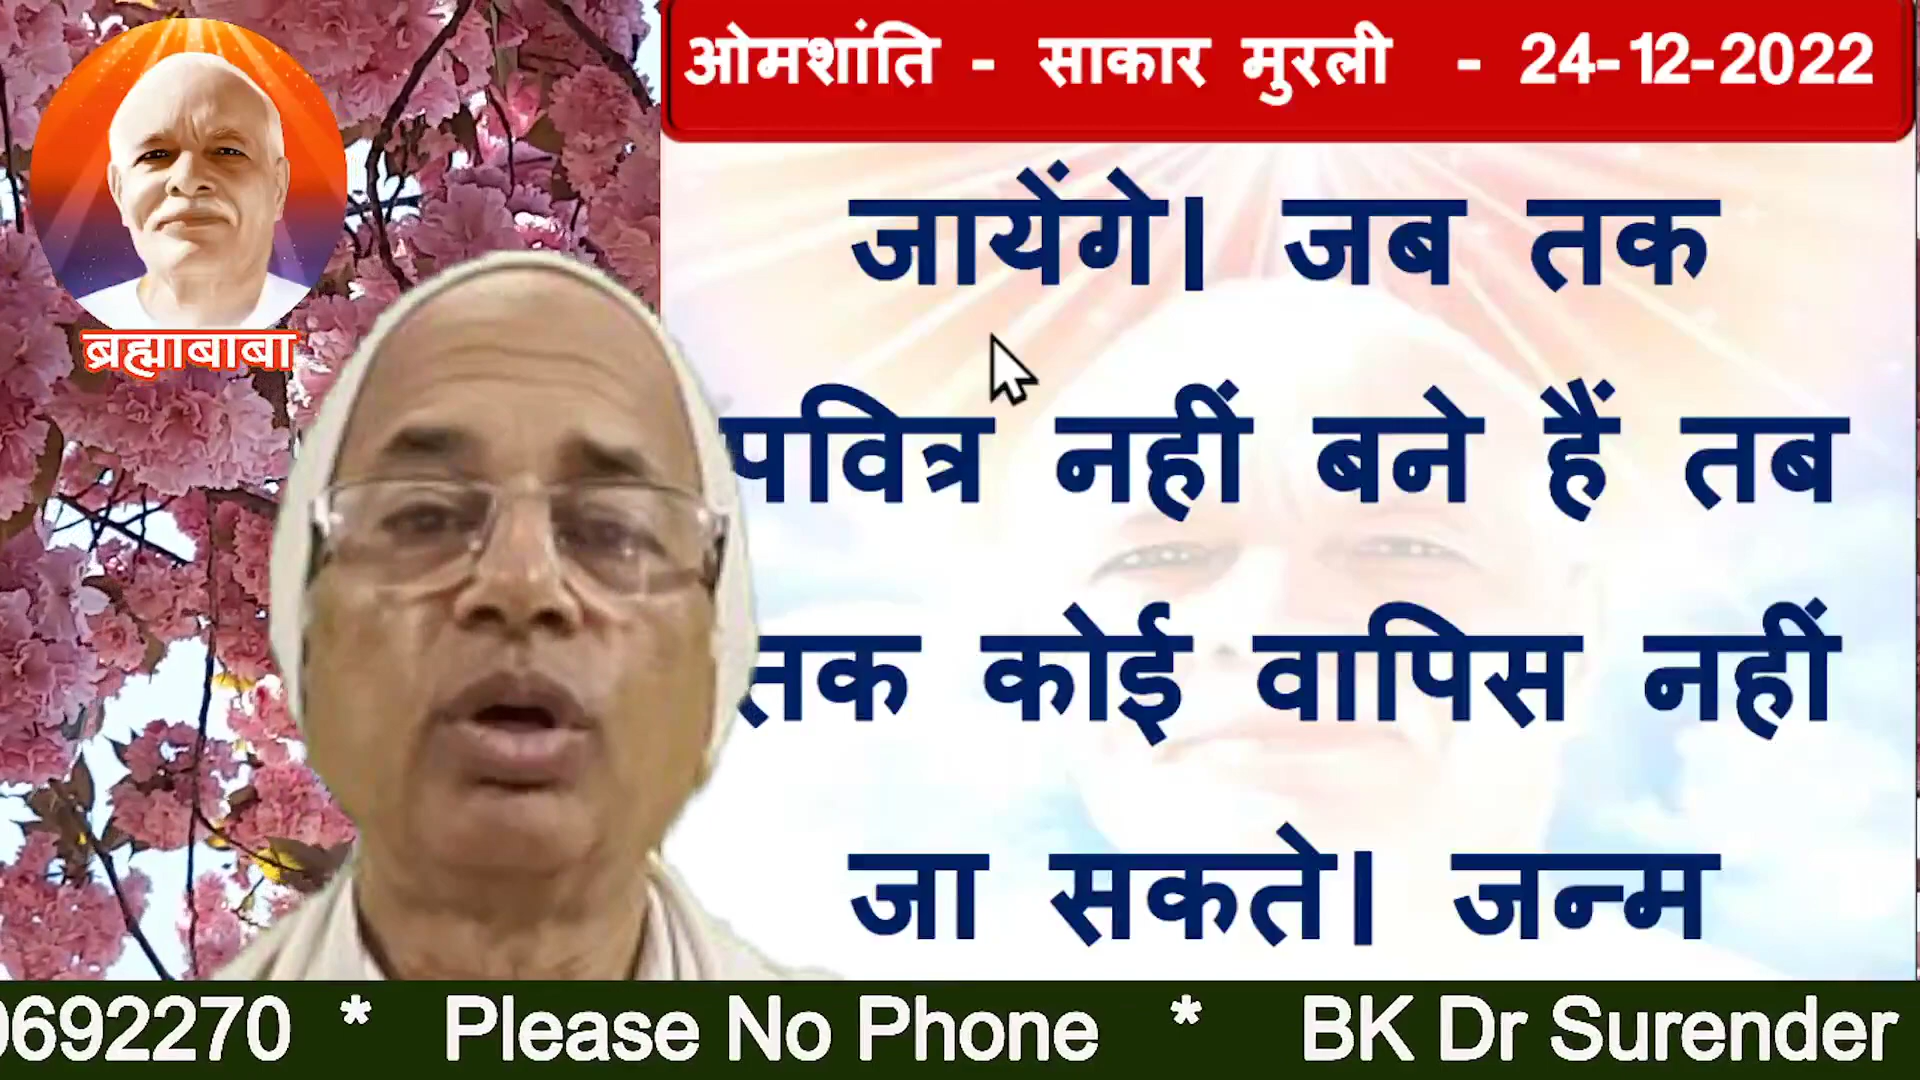 ओमशांति - साकार मुरली - 24-12-2022
ब्रह्माबाबा
जायेंगे। जब तक
पवित्र नहीं बने हैं तब
तक कोई वापिस नहीं
जा सकते। जन्म
0692270 * Please No Phone * BK Dr Surender